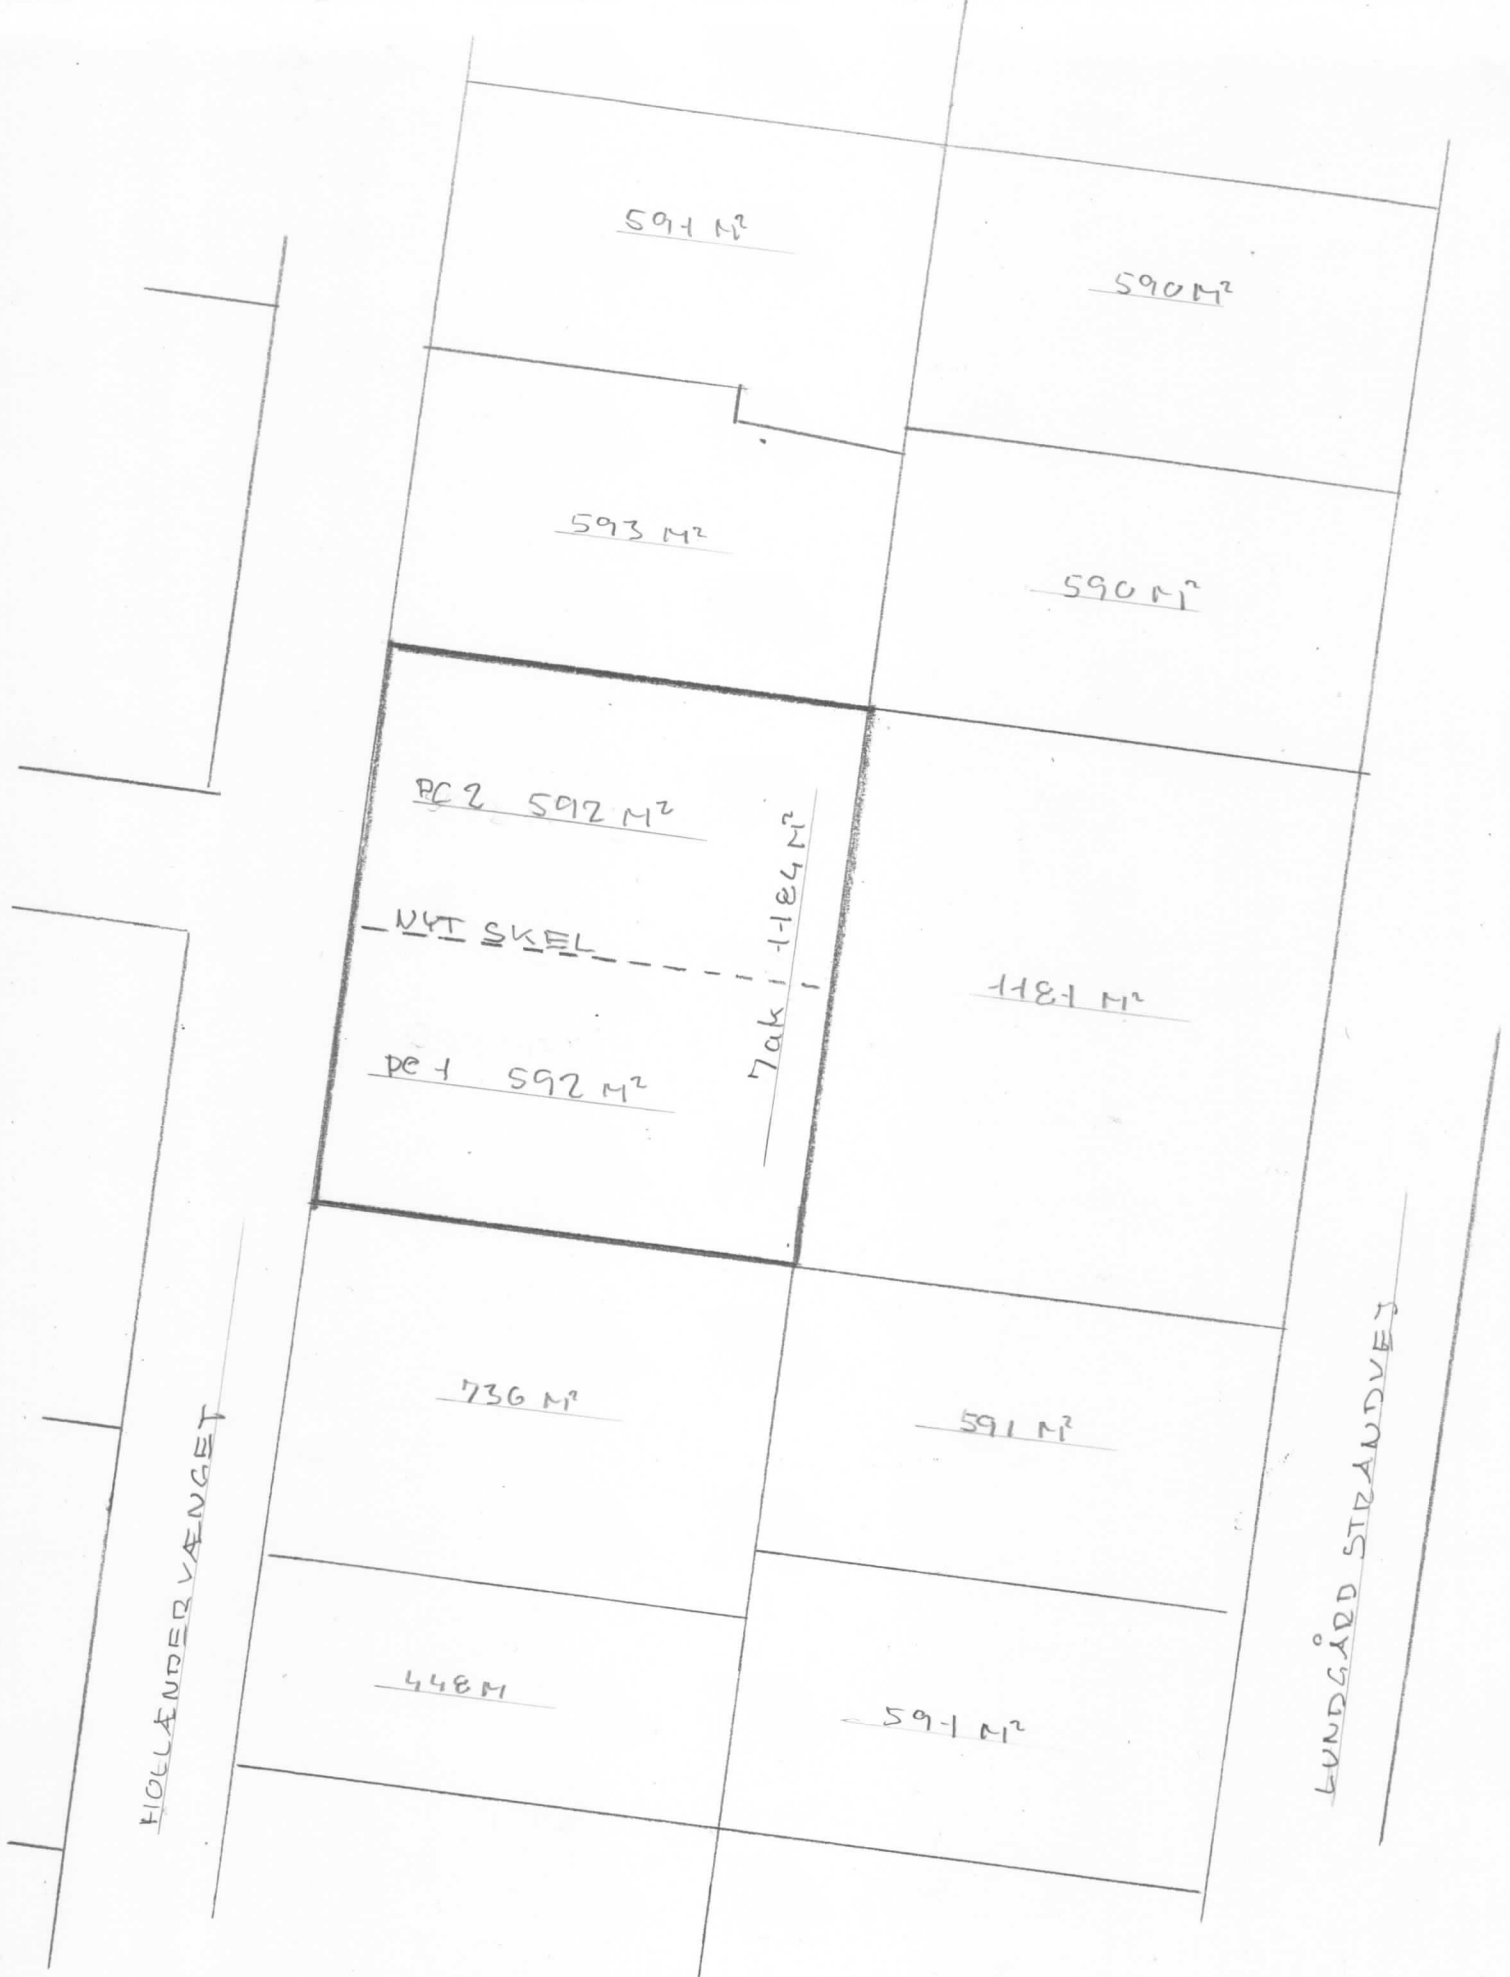 591 M²
590 M²
593 M²
590 M²
PC 2 592 M²
7ak 1184 M²
NYT SKEL
1181 M²
PC 1 592 M²
736 M²
591 M²
448 M
591 M²
HOLLÆNDERVÆNGET
LUNDGÅRD STRANDVEJ